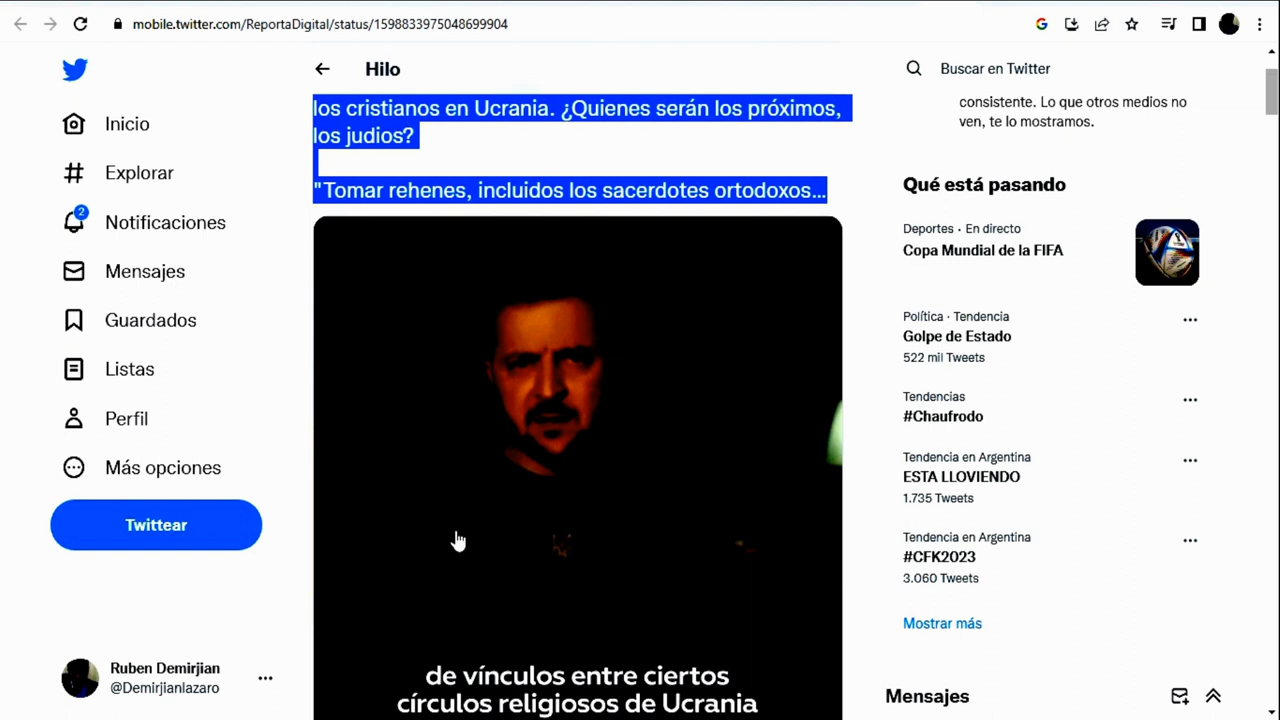 mobile.twitter.com/ReportaDigital/status/1598833975048699904
Inicio
Explorar
2
Notificaciones
Mensajes
Guardados
Listas
Perfil
Más opciones
Twittear
Ruben Demirjian
@Demirjianlazaro
Hilo
los cristianos en Ucrania. ¿Quienes serán los próximos,
los judios?
"Tomar rehenes, incluidos los sacerdotes ortodoxos...
de vínculos entre ciertos
círculos religiosos de Ucrania
Buscar en Twitter
consistente. Lo que otros medios no
ven, te lo mostramos.
Qué está pasando
Deportes · En directo
Copa Mundial de la FIFA
Política · Tendencia
Golpe de Estado
522 mil Tweets
Tendencias
#Chaufrodo
Tendencia en Argentina
ESTA LLOVIENDO
1.735 Tweets
Tendencia en Argentina
#CFK2023
3.060 Tweets
Mostrar más
Mensajes